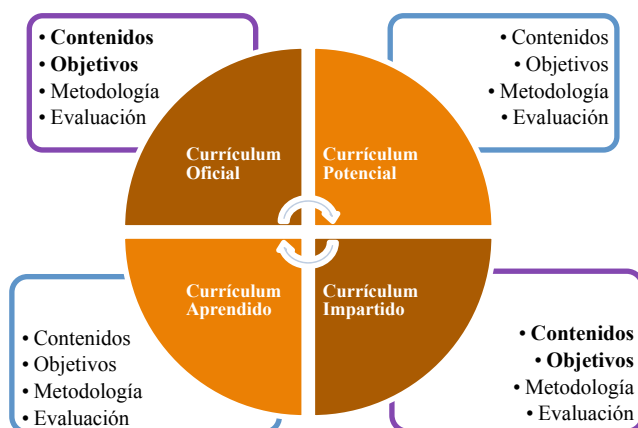 • Contenidos
• Objetivos
• Metodología
• Evaluación
• Contenidos
• Objetivos
• Metodología
• Evaluación
Currículum
Oficial
Currículum
Potencial
Currículum
Aprendido
Currículum
Impartido
• Contenidos
• Objetivos
• Metodología
• Evaluación
• Contenidos
• Objetivos
• Metodología
• Evaluación